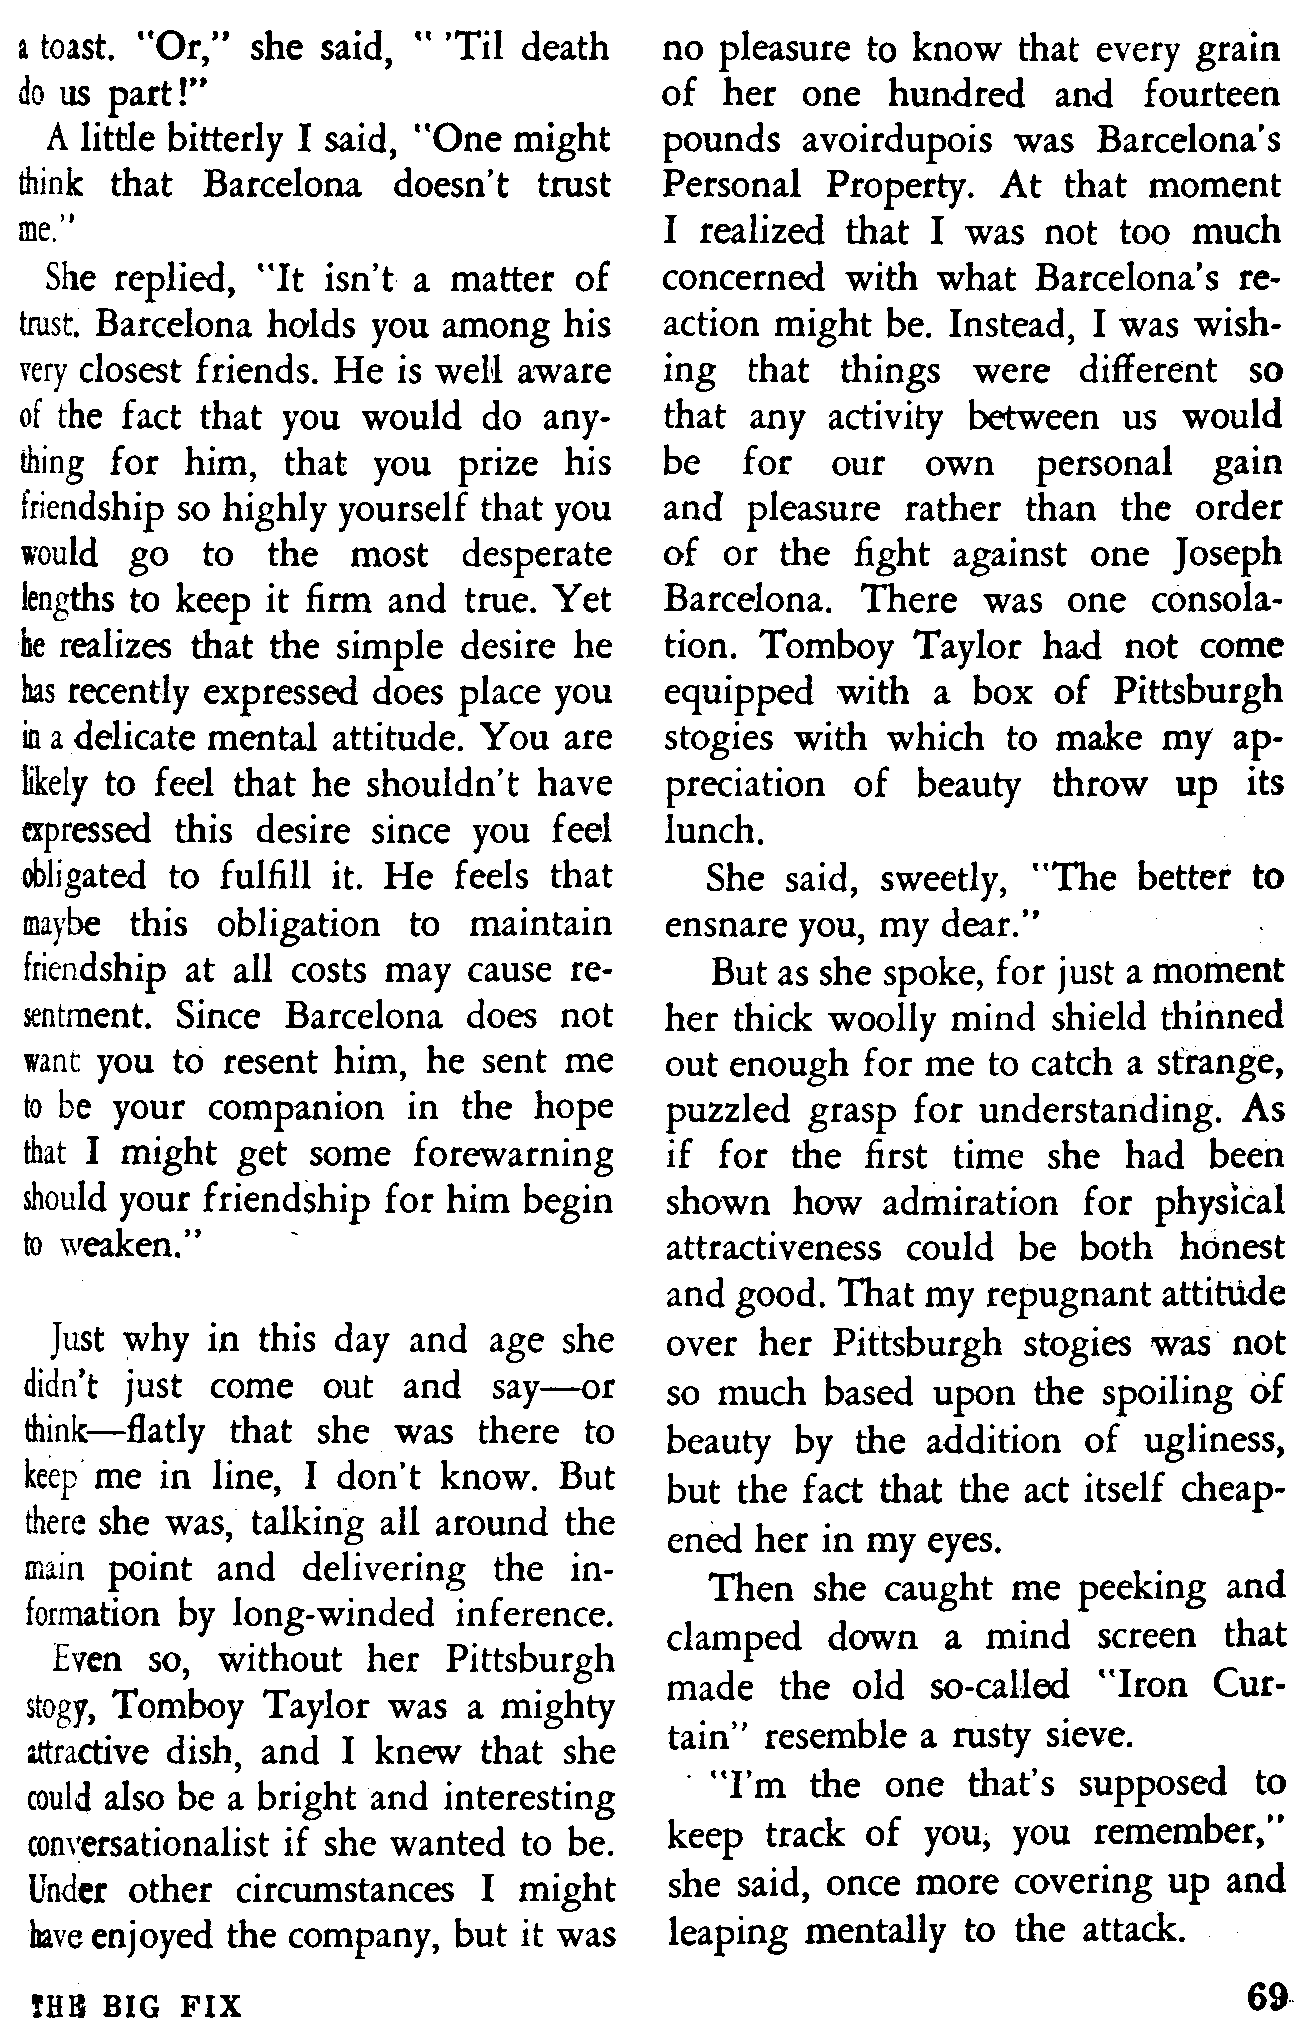 a toast. "Or," she said, " 'Til death
do us part!"
A little bitterly I said, "One might
think that Barcelona doesn't trust
me."
She replied, "It isn't a matter of
trust. Barcelona holds you among his
very closest friends. He is well aware
of the fact that you would do any-
thing for him, that you prize his
friendship so highly yourself that you
would go to the most desperate
lengths to keep it firm and true. Yet
he realizes that the simple desire he
has recently expressed does place you
in a delicate mental attitude. You are
likely to feel that he shouldn't have
expressed this desire since you feel
obligated to fulfill it. He feels that
maybe this obligation to maintain
friendship at all costs may cause re-
sentment. Since Barcelona does not
want you to resent him, he sent me
to be your companion in the hope
that I might get some forewarning
should your friendship for him begin
to weaken."
Just why in this day and age she
didn't just come out and say—or
think—flatly that she was there to
keep me in line, I don't know. But
there she was, talking all around the
main point and delivering the in-
formation by long-winded inference.
Even so, without her Pittsburgh
stogy, Tomboy Taylor was a mighty
attractive dish, and I knew that she
could also be a bright and interesting
conversationalist if she wanted to be.
Under other circumstances I might
have enjoyed the company, but it was
no pleasure to know that every grain
of her one hundred and fourteen
pounds avoirdupois was Barcelona's
Personal Property. At that moment
I realized that I was not too much
concerned with what Barcelona's re-
action might be. Instead, I was wish-
ing that things were different so
that any activity between us would
be for our own personal gain
and pleasure rather than the order
of or the fight against one Joseph
Barcelona. There was one consola-
tion. Tomboy Taylor had not come
equipped with a box of Pittsburgh
stogies with which to make my ap-
preciation of beauty throw up its
lunch.
She said, sweetly, "The better to
ensnare you, my dear."
But as she spoke, for just a moment
her thick woolly mind shield thinned
out enough for me to catch a strange,
puzzled grasp for understanding. As
if for the first time she had been
shown how admiration for physical
attractiveness could be both honest
and good. That my repugnant attitude
over her Pittsburgh stogies was not
so much based upon the spoiling of
beauty by the addition of ugliness,
but the fact that the act itself cheap-
ened her in my eyes.
Then she caught me peeking and
clamped down a mind screen that
made the old so-called "Iron Cur-
tain" resemble a rusty sieve.
"I'm the one that's supposed to
keep track of you, you remember,"
she said, once more covering up and
leaping mentally to the attack.
THE BIG FIX
69